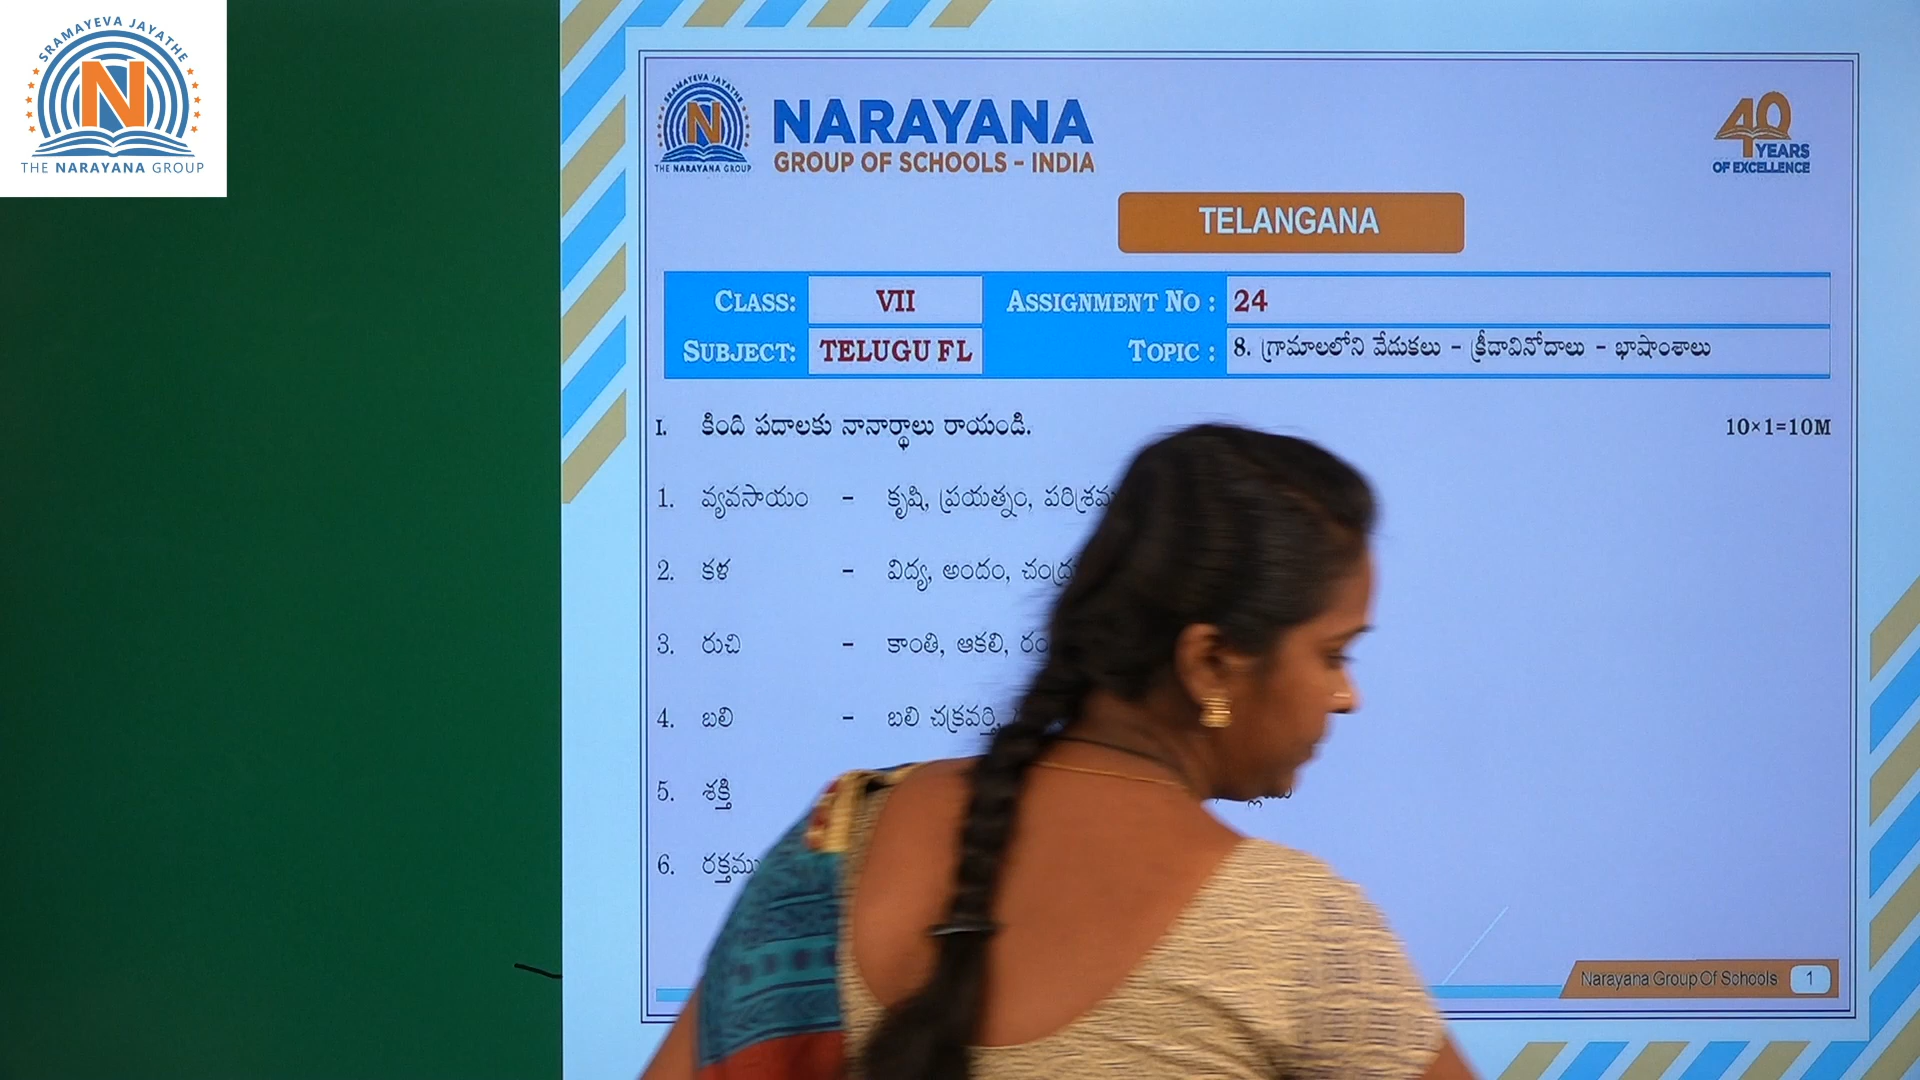 SRAMAYEVA JAYATHE
N
THE NARAYANA GROUP
SRAMAYEVA JAYATHE
N
THE NARAYANA GROUP
NARAYANA
GROUP OF SCHOOLS - INDIA
40
YEARS
OF EXCELLENCE
TELANGANA
CLASS: VII ASSIGNMENT NO : 24
SUBJECT: TELUGU FL TOPIC : 8. గ్రామాలలోని వేడుకలు - క్రీడావినోదాలు - భాషాంశాలు
I. కింది పదాలకు నానార్థాలు రాయండి. 10×1=10M
1. వ్యవసాయం - కృషి, ప్రయత్నం, పరిశ్రమ
2. కళ - విద్య, అందం,
3. రుచి - కాంతి, ఆకలి,
4. బలి - బలి చక్రవర్తి,
5. శక్తి
6. రక్తము
Narayana Group Of Schools 1